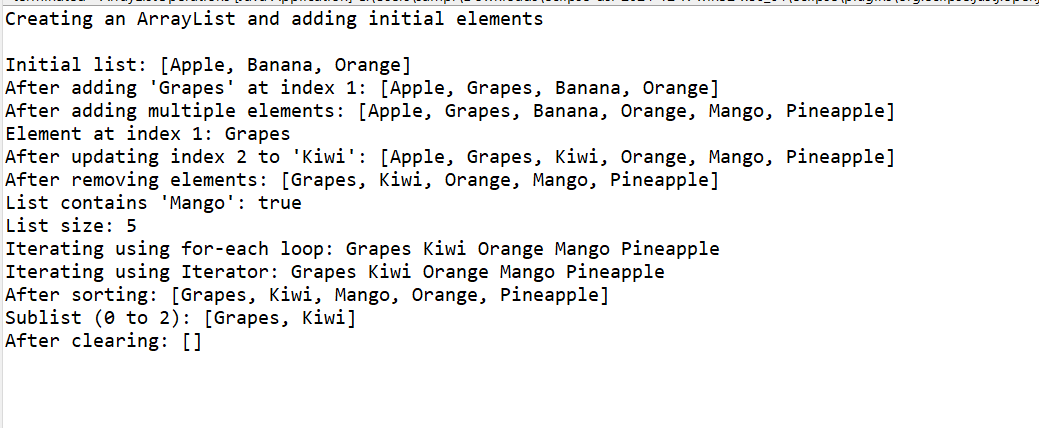 Creating an ArrayList and adding initial elements
Initial list: [Apple, Banana, Orange]
After adding 'Grapes' at index 1: [Apple, Grapes, Banana, Orange]
After adding multiple elements: [Apple, Grapes, Banana, Orange, Mango, Pineapple]
Element at index 1: Grapes
After updating index 2 to 'Kiwi': [Apple, Grapes, Kiwi, Orange, Mango, Pineapple]
After removing elements: [Grapes, Kiwi, Orange, Mango, Pineapple]
List contains 'Mango': true
List size: 5
Iterating using for-each loop: Grapes Kiwi Orange Mango Pineapple
Iterating using Iterator: Grapes Kiwi Orange Mango Pineapple
After sorting: [Grapes, Kiwi, Mango, Orange, Pineapple]
Sublist (0 to 2): [Grapes, Kiwi]
After clearing: []